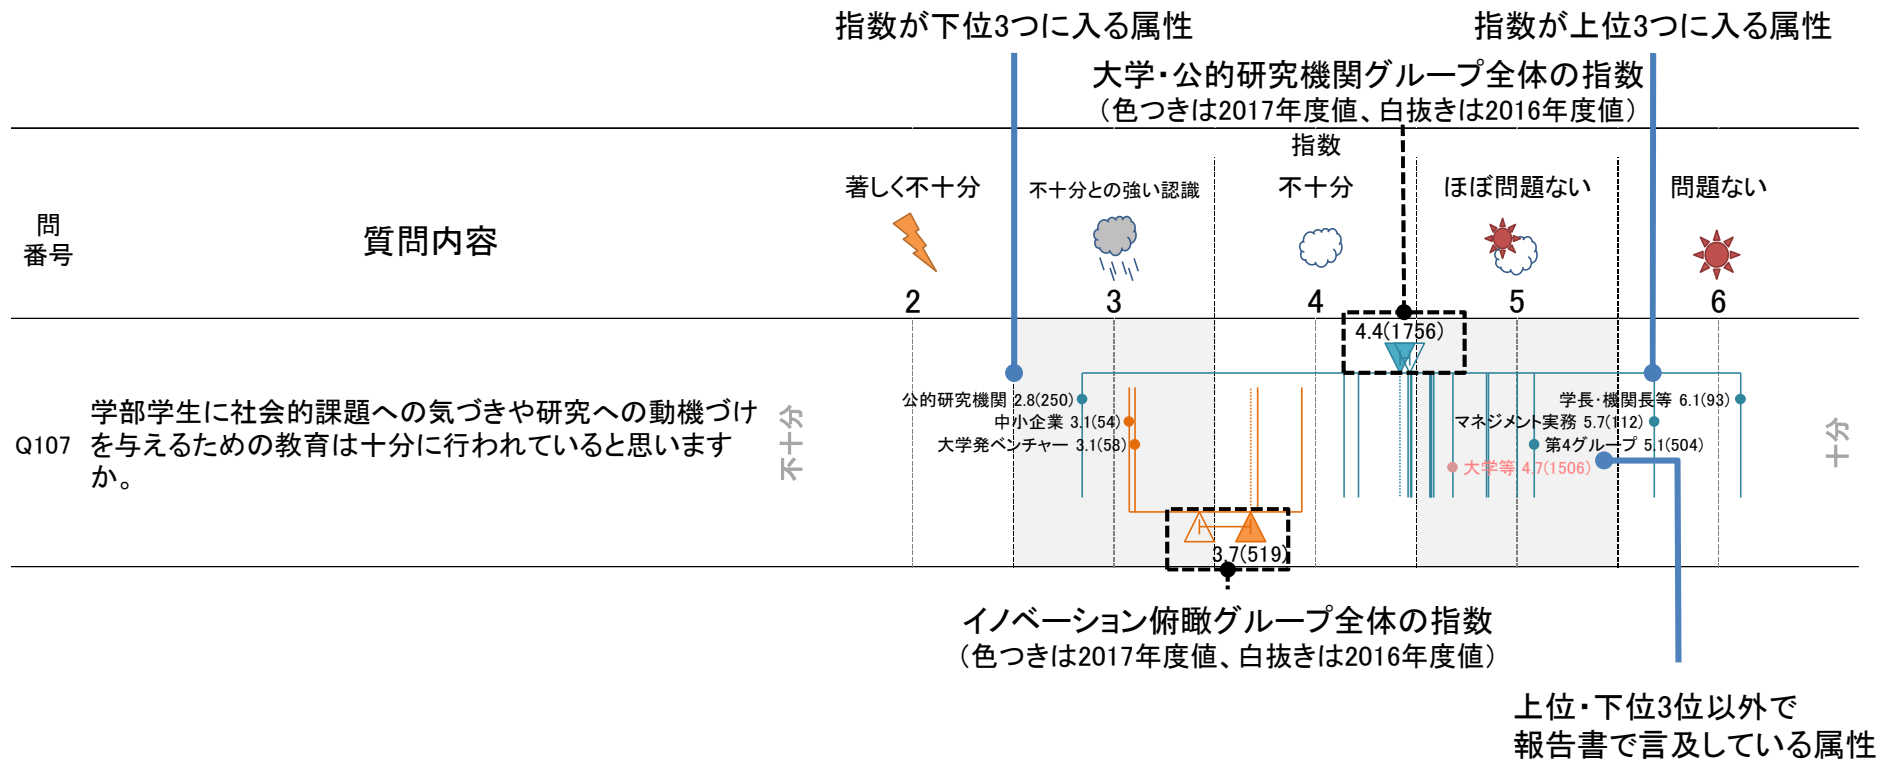 指数が下位3つに入る属性
指数が上位3つに入る属性
大学・公的研究機関グループ全体の指数
（色つきは2017年度値、白抜きは2016年度値）
指数
著しく不十分
不十分との強い認識
不十分
ほぼ問題ない
問題ない
問
番号
質問内容
2
3
4
5
6
4.4(1756)
Q107
学部学生に社会的課題への気づきや研究への動機づけ
を与えるための教育は十分に行われていると思います
か。
不十分
公的研究機関 2.8(250)
中小企業 3.1(54)
大学発ベンチャー 3.1(58)
学長・機関長等 6.1(93)
マネジメント実務 5.7(112)
第4グループ 5.1(504)
大学等 4.7(1506)
十分
3.7(519)
イノベーション俯瞰グループ全体の指数
（色つきは2017年度値、白抜きは2016年度値）
上位・下位3位以外で
報告書で言及している属性